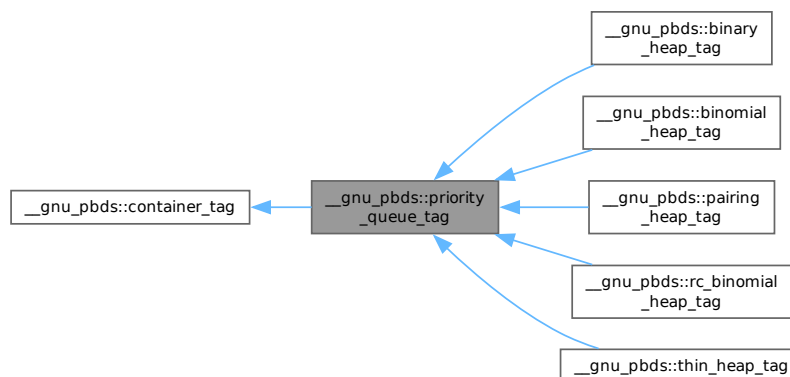 __gnu_pbds::binary
_heap_tag
__gnu_pbds::binomial
_heap_tag
__gnu_pbds::container_tag
__gnu_pbds::priority
_queue_tag
__gnu_pbds::pairing
_heap_tag
__gnu_pbds::rc_binomial
_heap_tag
__gnu_pbds::thin_heap_tag